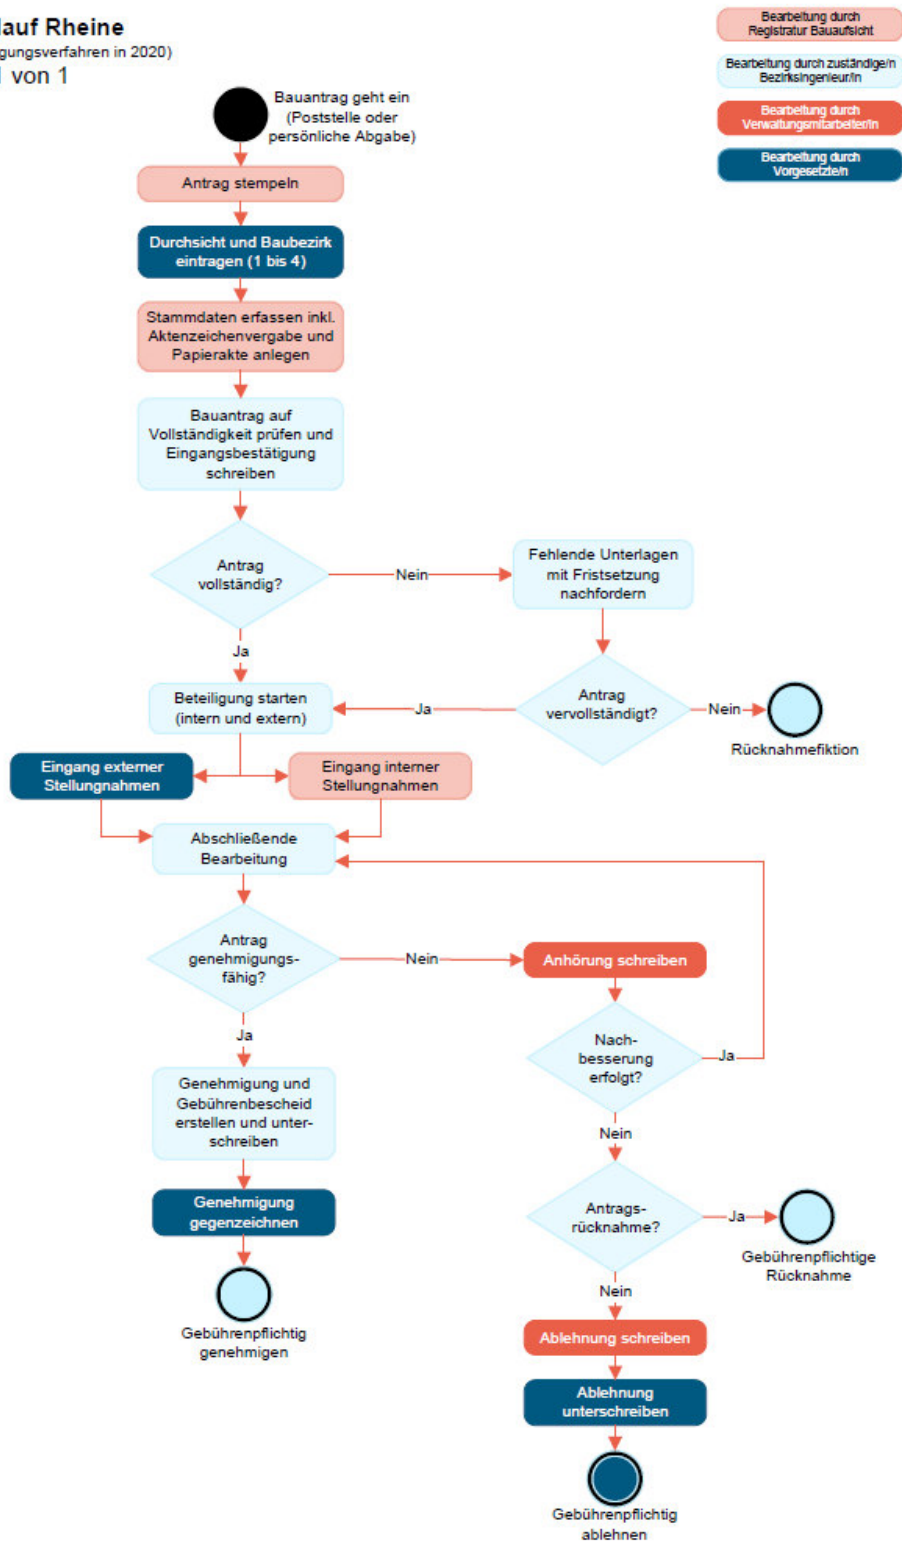 lauf Rheine
gungsverfahren in 2020)
von 1
Bearbeitung durch
Registratur Bauaufsicht
Bearbeitung durch zuständige/n
Bezirksingenieur/in
Bearbeitung durch
Verwaltungsmitarbeiter/in
Bearbeitung durch
Vorgesetzte/n
Bauantrag geht ein
(Poststelle oder
persönliche Abgabe)
Antrag stempeln
Durchsicht und Baubezirk
eintragen (1 bis 4)
Stammdaten erfassen inkl.
Aktenzeichenvergabe und
Papierakte anlegen
Bauantrag auf
Vollständigkeit prüfen und
Eingangsbestätigung
schreiben
Antrag
vollständig?
Nein
Fehlende Unterlagen
mit Fristsetzung
nachfordern
Ja
Beteiligung starten
(intern und extern)
Ja
Antrag
vervollständigt?
Nein
Rücknahmefiktion
Eingang externer
Stellungnahmen
Eingang interner
Stellungnahmen
Abschließende
Bearbeitung
Antrag
genehmigungs-
fähig?
Nein
Anhörung schreiben
Ja
Nach-
besserung
erfolgt?
Ja
Genehmigung und
Gebührenbescheid
erstellen und unter-
schreiben
Nein
Genehmigung
gegenzeichnen
Antrags-
rücknahme?
Ja
Gebührenpflichtige
Rücknahme
Nein
Gebührenpflichtig
genehmigen
Ablehnung schreiben
Ablehnung
unterschreiben
Gebührenpflichtig
ablehnen